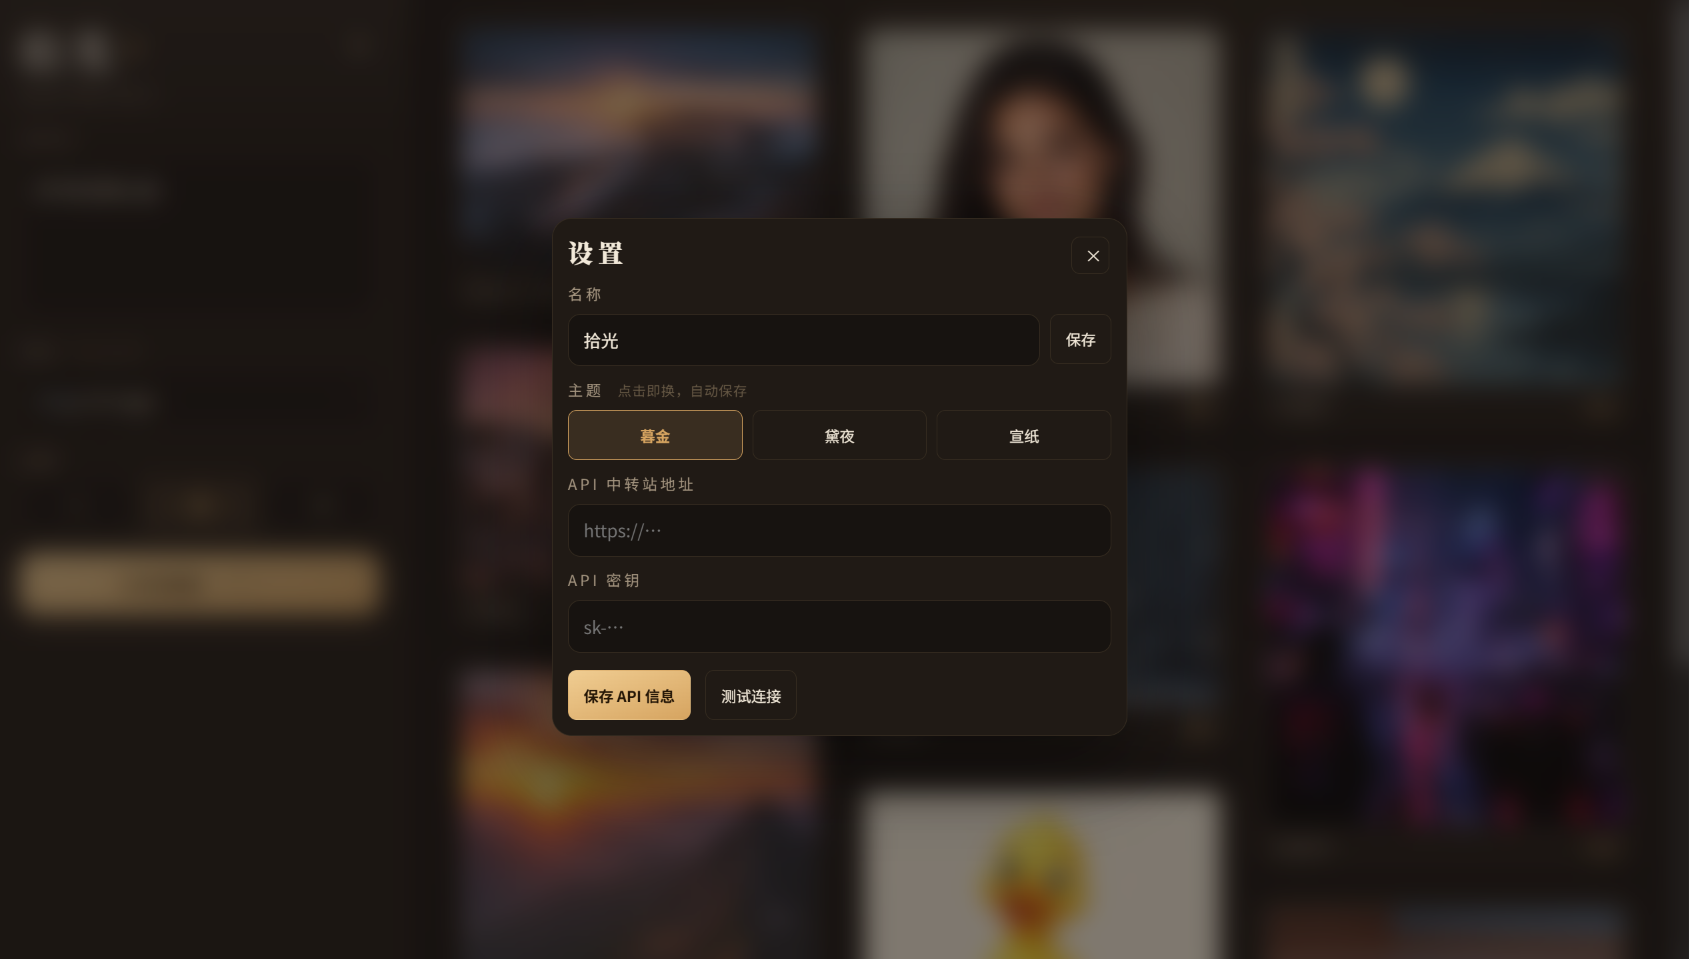 设置
名称
拾光
保存
主题 点击即换，自动保存
暮金 黛夜 宣纸
API 中转站地址
https://···
API 密钥
sk-···
保存 API 信息 测试连接